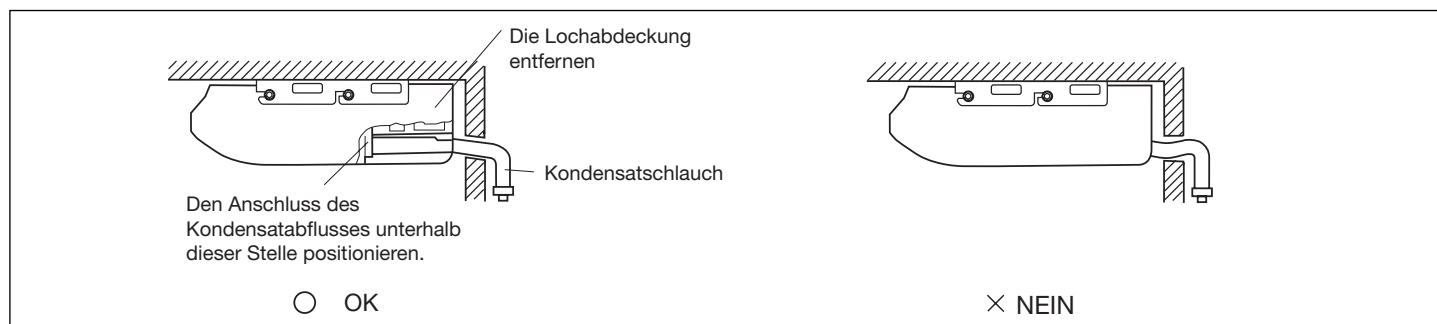 Die Lochabdeckung
entfernen
Kondensatschlauch
Den Anschluss des
Kondensatabflusses unterhalb
dieser Stelle positionieren.
OK
NEIN